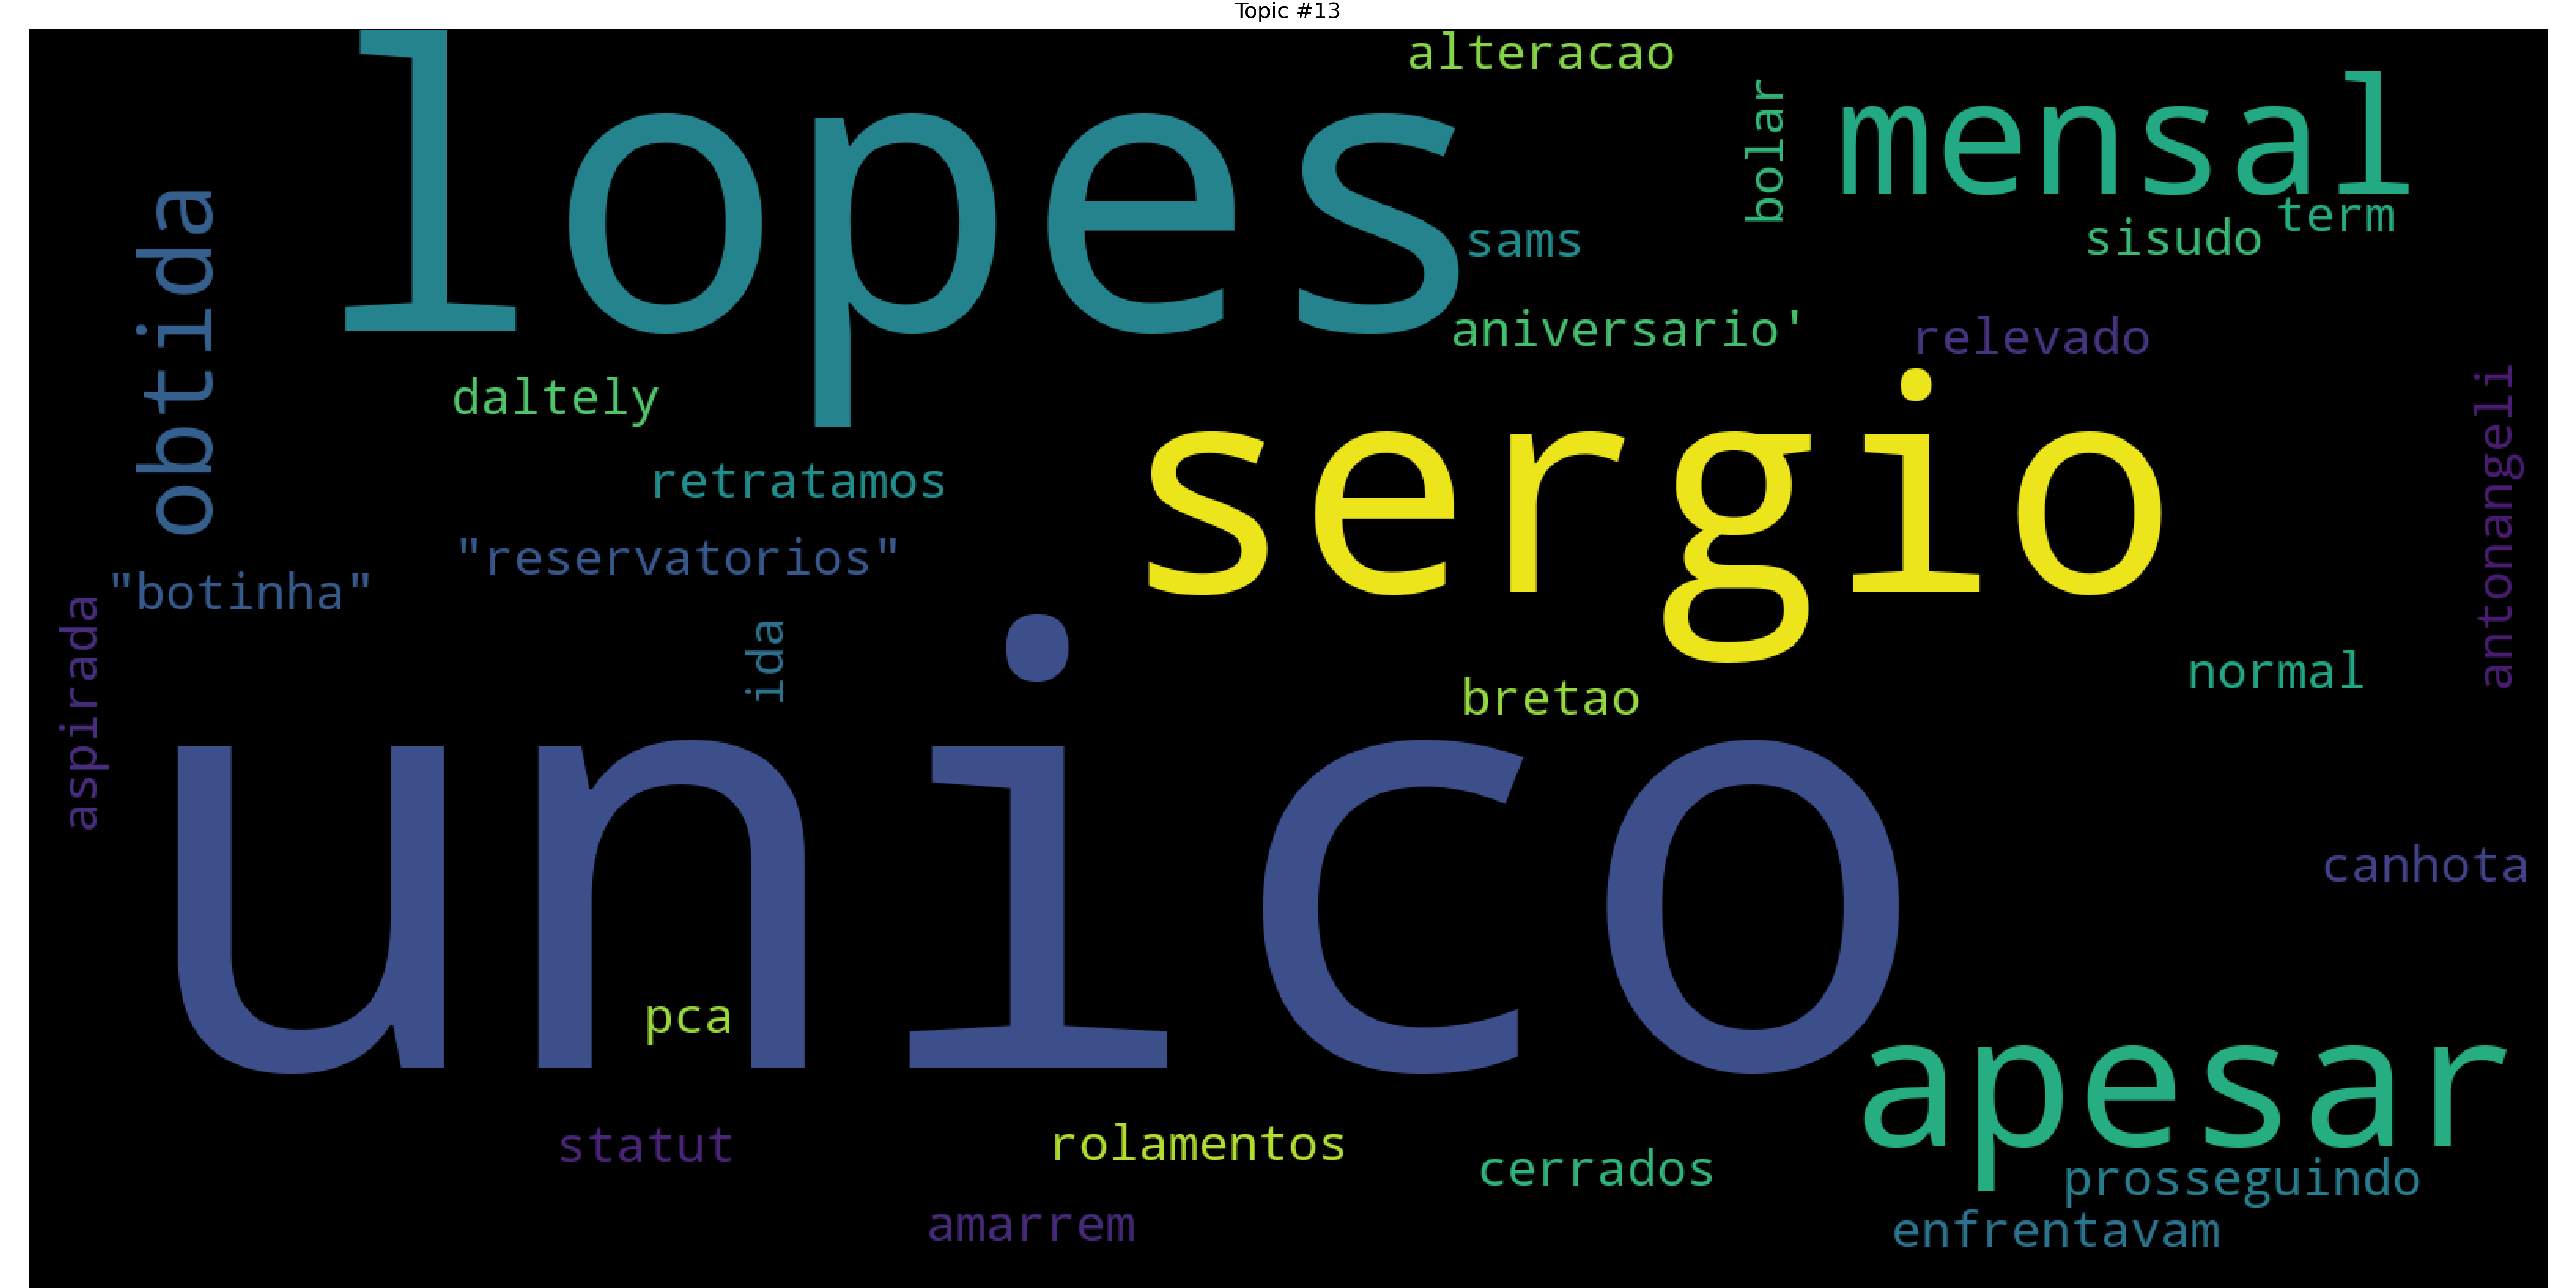 Topic #13
alteracao
lopes
bolar
mensal
term
sisudo
sams
obtida
aniversario'
relevado
daltely
sergio
antonangeli
retratamos
"reservatorios"
"botinha"
aspirada
ida
normal
bretao
unico
canhota
pca
apesar
statut
rolamentos
cerrados
prosseguindo
amarrem
enfrentavam